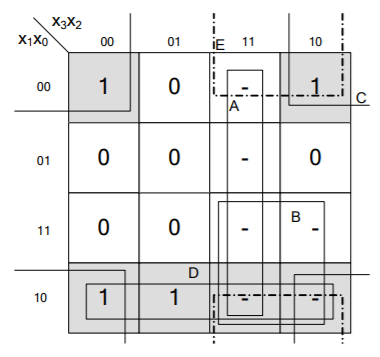 x₃x₂
x₁x₀ 00 01 E 11 10
00 1 0 - 1
A C
01 0 0 - 0
11 0 0 - B -
D
10 1 1 - -